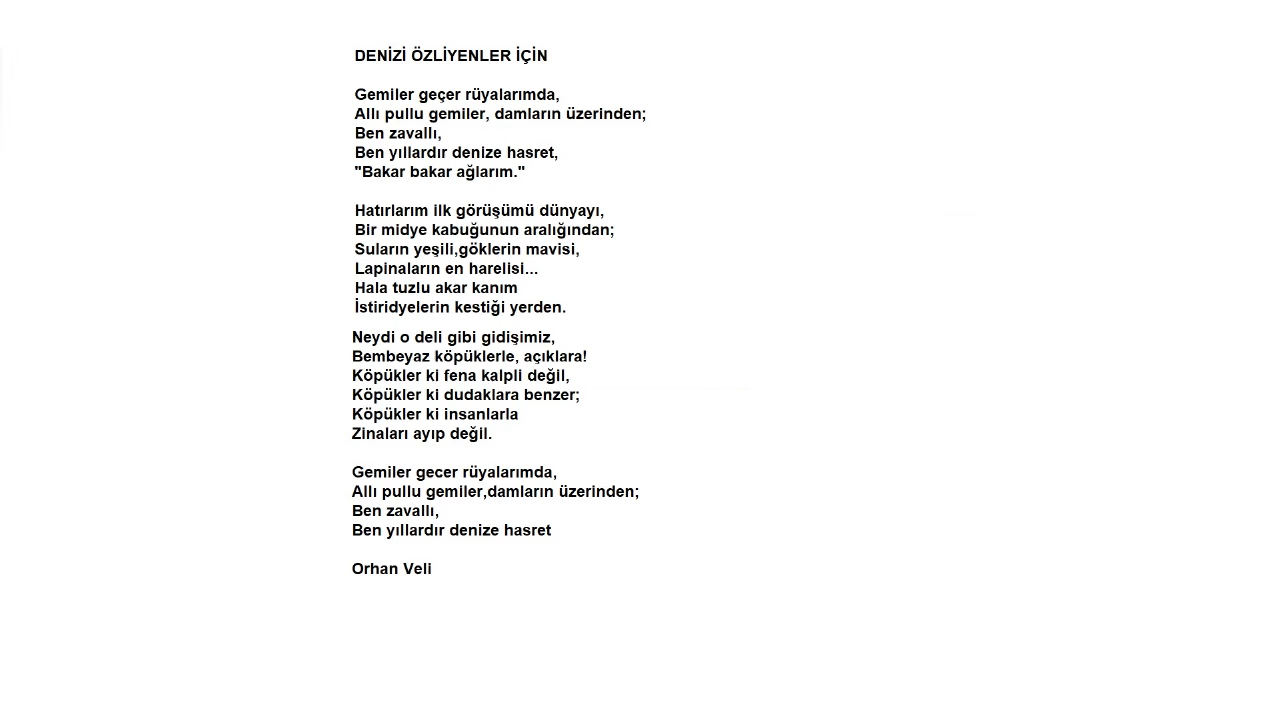 DENİZİ ÖZLİYENLER İÇİN
Gemiler geçer rüyalarımda,
Allı pullu gemiler, damların üzerinden;
Ben zavallı,
Ben yıllardır denize hasret,
"Bakar bakar ağlarım."
Hatırlarım ilk görüşümü dünyayı,
Bir midye kabuğunun aralığından;
Suların yeşili,göklerin mavisi,
Lapinaların en harelisi...
Hala tuzlu akar kanım
İstiridyelerin kestiği yerden.
Neydi o deli gibi gidişimiz,
Bembeyaz köpüklerle, açıklara!
Köpükler ki fena kalpli değil,
Köpükler ki dudaklara benzer;
Köpükler ki insanlarla
Zinaları ayıp değil.
Gemiler gecer rüyalarımda,
Allı pullu gemiler,damların üzerinden;
Ben zavallı,
Ben yıllardır denize hasret
Orhan Veli